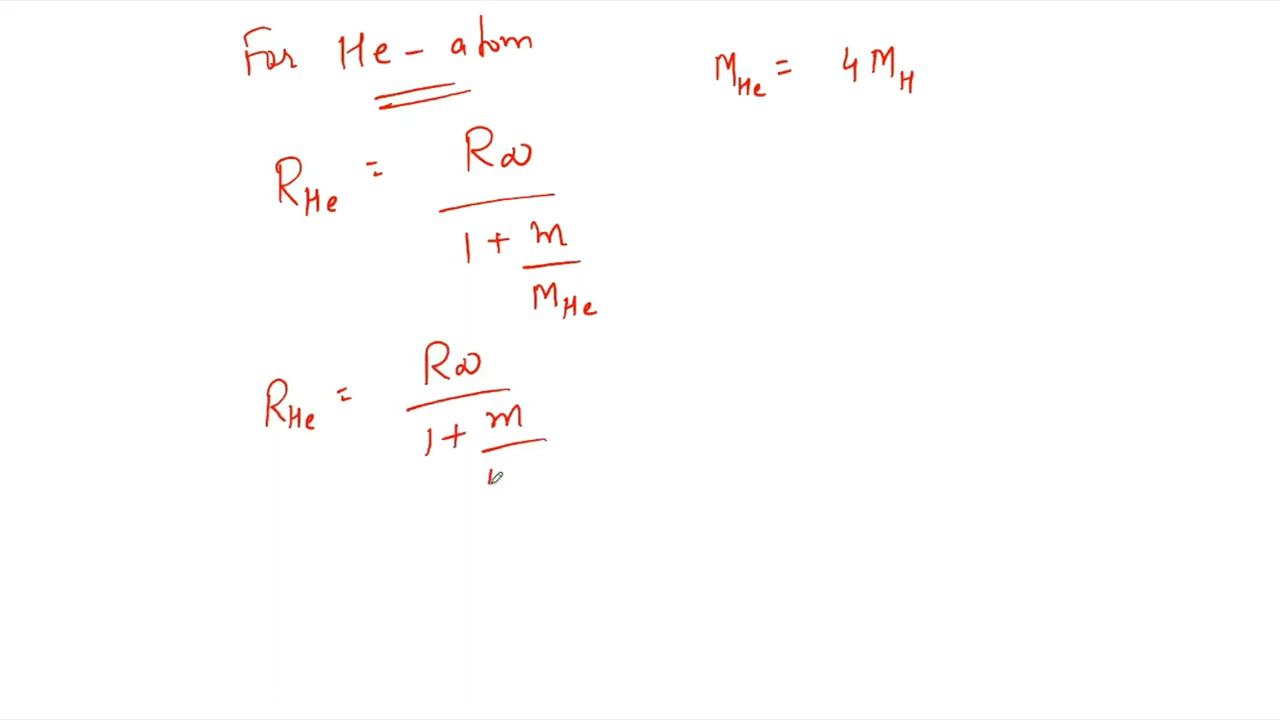 For He - atom
M_He = 4 M_H
R_He = R∞ / (1 + m / M_He)
R_He = R∞ / (1 + m /